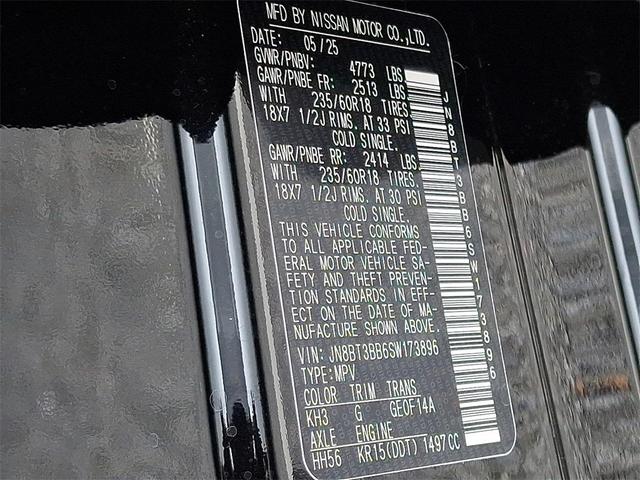 MFD BY NISSAN MOTOR CO.,LTD.
DATE: 05/25
GVWR/PNBV: 4773 LBS
GAWR/PNBE FR: 2513 LBS
WITH 235/60R18 TIRES.
18X7 1/2J RIMS. AT 33 PSI
COLD SINGLE.
GAWR/PNBE RR: 2414 LBS
WITH 235/60R18 TIRES.
18X7 1/2J RIMS. AT 30 PSI
COLD SINGLE.
THIS VEHICLE CONFORMS
TO ALL APPLICABLE FED-
ERAL MOTOR VEHICLE SA-
FETY AND THEFT PREVEN-
TION STANDARDS IN EFF-
ECT ON THE DATE OF MA-
NUFACTURE SHOWN ABOVE.
VIN: JN8BT3BB6SW173896
TYPE:MPV
COLOR TRIM TRANS
KH3 G GEOF14A
AXLE ENGINE
HH56 KR15(DDT) 1497CC
JN8BT3BB6SW173896